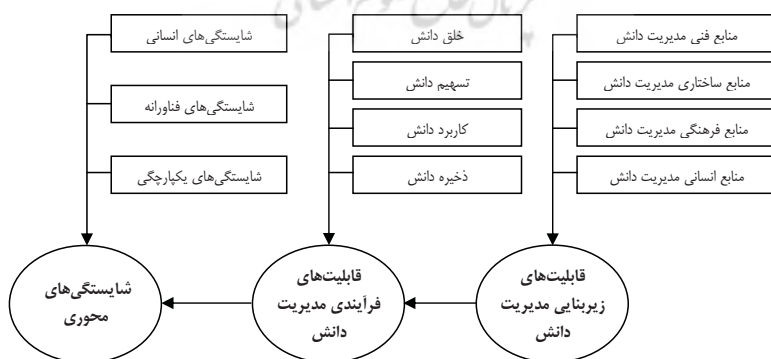 منابع فنی مدیریت دانش
منابع ساختاری مدیریت دانش
منابع فرهنگی مدیریت دانش
منابع انسانی مدیریت دانش
قابلیت‌های
زیربنایی مدیریت
دانش
خلق دانش
تسهیم دانش
کاربرد دانش
ذخیره دانش
قابلیت‌های
فرآیندی مدیریت
دانش
شایستگی‌های انسانی
شایستگی‌های فناورانه
شایستگی‌های یکپارچگی
شایستگی‌های
محوری